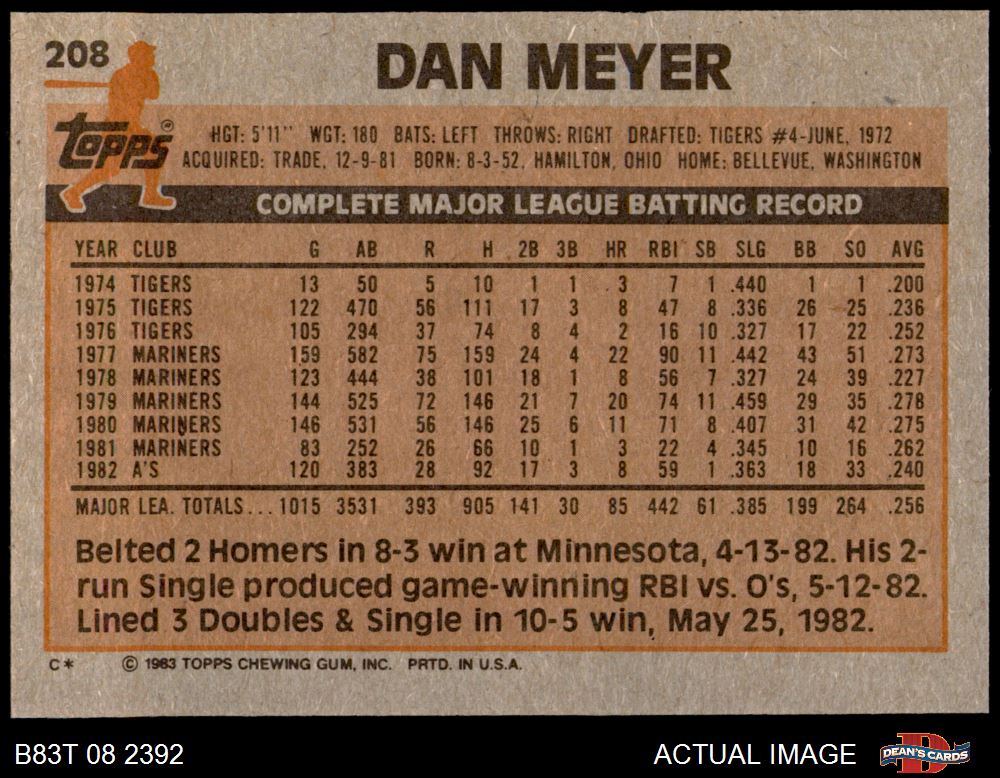 208
DAN MEYER
Topps ®
HGT: 5'11" WGT: 180 BATS: LEFT THROWS: RIGHT DRAFTED: TIGERS #4-JUNE, 1972
ACQUIRED: TRADE, 12-9-81 BORN: 8-3-52, HAMILTON, OHIO HOME: BELLEVUE, WASHINGTON
COMPLETE MAJOR LEAGUE BATTING RECORD
YEAR CLUB G AB R H 2B 3B HR RBI SB SLG BB SO AVG
1974 TIGERS 13 50 5 10 1 1 3 7 1 .440 1 1 .200
1975 TIGERS 122 470 56 111 17 3 8 47 8 .336 26 25 .236
1976 TIGERS 105 294 37 74 8 4 2 16 10 .327 17 22 .252
1977 MARINERS 159 582 75 159 24 4 22 90 11 .442 43 51 .273
1978 MARINERS 123 444 38 101 18 1 8 56 7 .327 24 39 .227
1979 MARINERS 144 525 72 146 21 7 20 74 11 .459 29 35 .278
1980 MARINERS 146 531 56 146 25 6 11 71 8 .407 31 42 .275
1981 MARINERS 83 252 26 66 10 1 3 22 4 .345 10 16 .262
1982 A'S 120 383 28 92 17 3 8 59 1 .363 18 33 .240
MAJOR LEA. TOTALS... 1015 3531 393 905 141 30 85 442 61 .385 199 264 .256
Belted 2 Homers in 8-3 win at Minnesota, 4-13-82. His 2-
run Single produced game-winning RBI vs. O's, 5-12-82.
Lined 3 Doubles & Single in 10-5 win, May 25, 1982.
C* © 1983 TOPPS CHEWING GUM, INC. PRTD. IN U.S.A.
B83T 08 2392 ACTUAL IMAGE DEAN'S CARDS